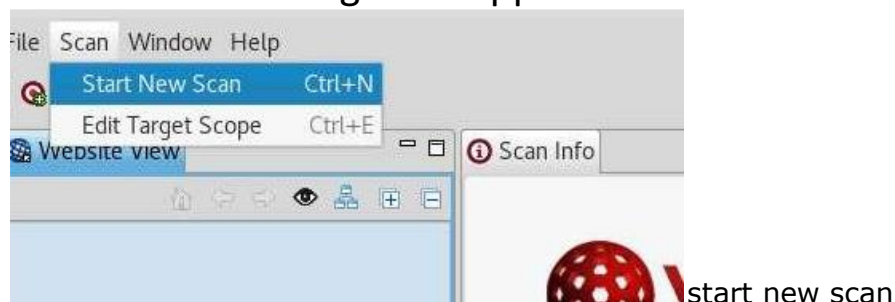 File Scan Window Help
Start New Scan Ctrl+N
Edit Target Scope Ctrl+E
Website View
Scan Info
start new scan